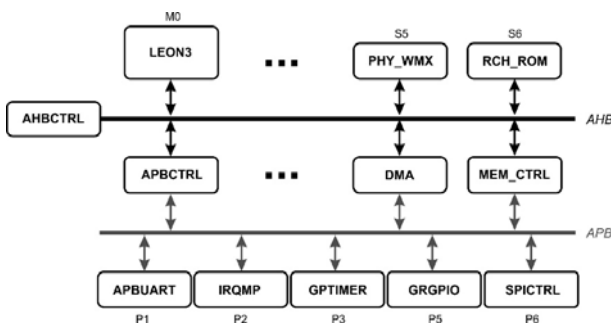 M0
LEON3
S5
PHY_WMX
S6
RCH_ROM
AHBCTRL
AHB
APBCTRL
DMA
MEM_CTRL
APB
APBUART
IRQMP
GPTIMER
GRGPIO
SPICTRL
P1
P2
P3
P5
P6